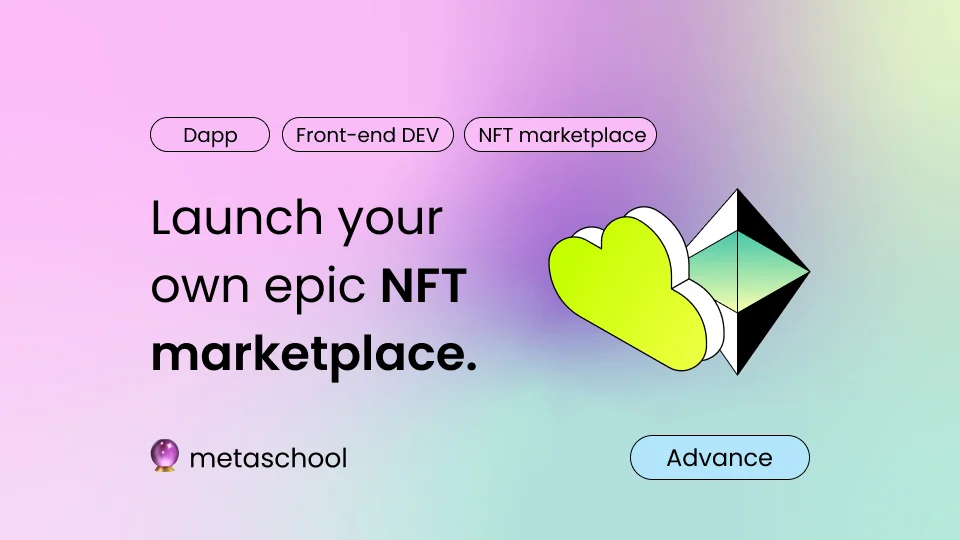 Dapp
Front-end DEV
NFT marketplace
Launch your
own epic NFT
marketplace.
metaschool
Advance